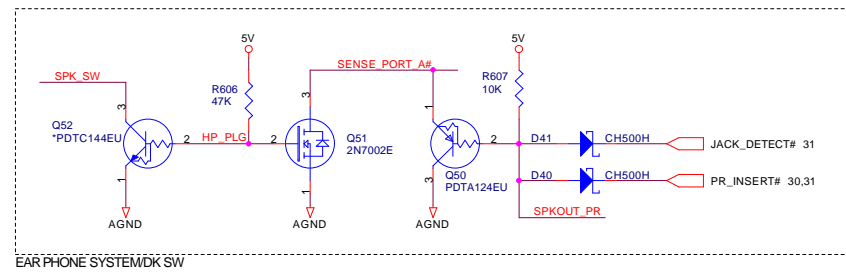 5V
5V
SPK_SW
SENSE_PORT_A#
R606
47K
R607
10K
3
3
1
Q52
*PDTC144EU
2
HP_PLG
2
Q51
2N7002E
2
D41
CH500H
JACK_DETECT# 31
Q50
PDTA124EU
D40
CH500H
PR_INSERT# 30,31
1
1
3
SPKOUT_PR
AGND
AGND
AGND
EAR PHONE SYSTEM/DK SW